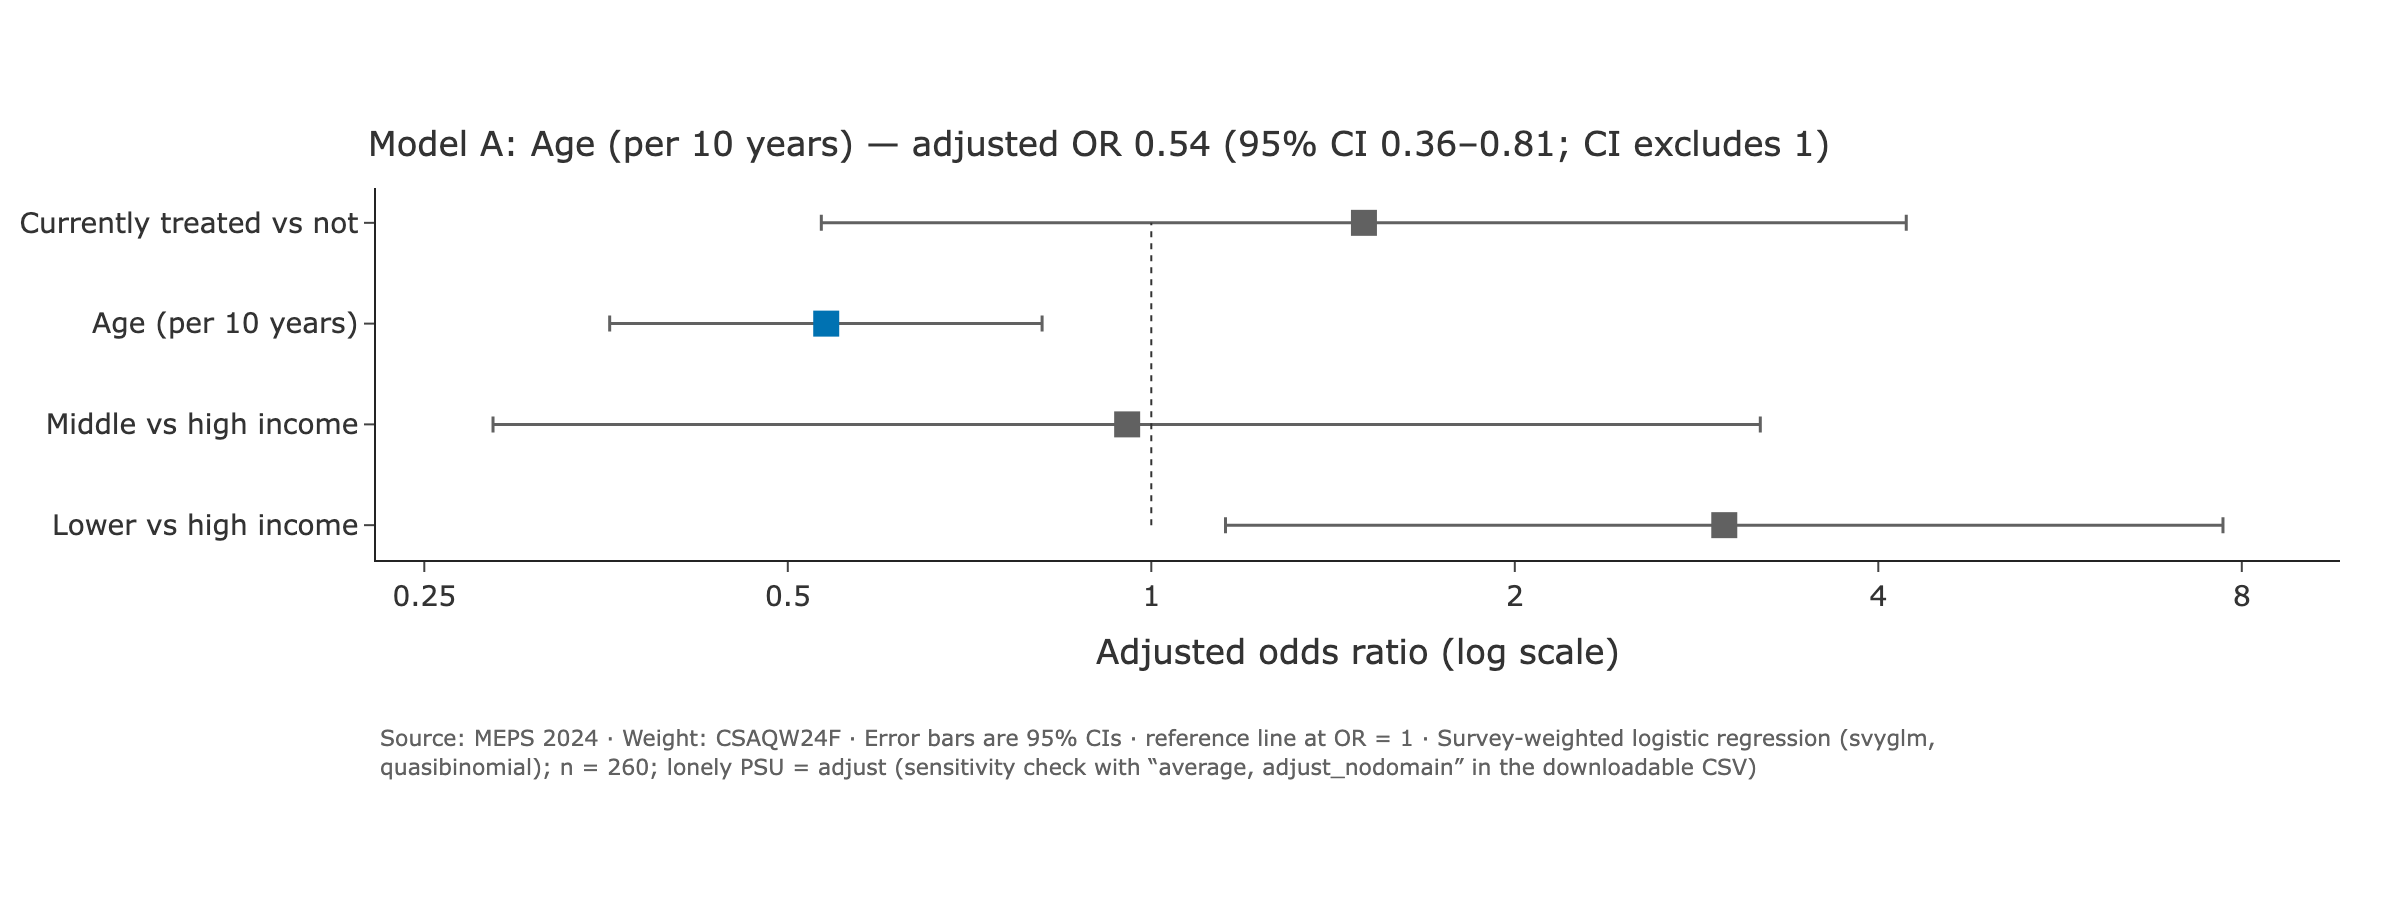 Model A: Age (per 10 years) — adjusted OR 0.54 (95% CI 0.36–0.81; CI excludes 1)
Currently treated vs not
Age (per 10 years)
Middle vs high income
Lower vs high income
0.25 0.5 1 2 4 8
Adjusted odds ratio (log scale)
Source: MEPS 2024 · Weight: CSAQW24F · Error bars are 95% CIs · reference line at OR = 1 · Survey-weighted logistic regression (svyglm,
quasibinomial); n = 260; lonely PSU = adjust (sensitivity check with “average, adjust_nodomain” in the downloadable CSV)